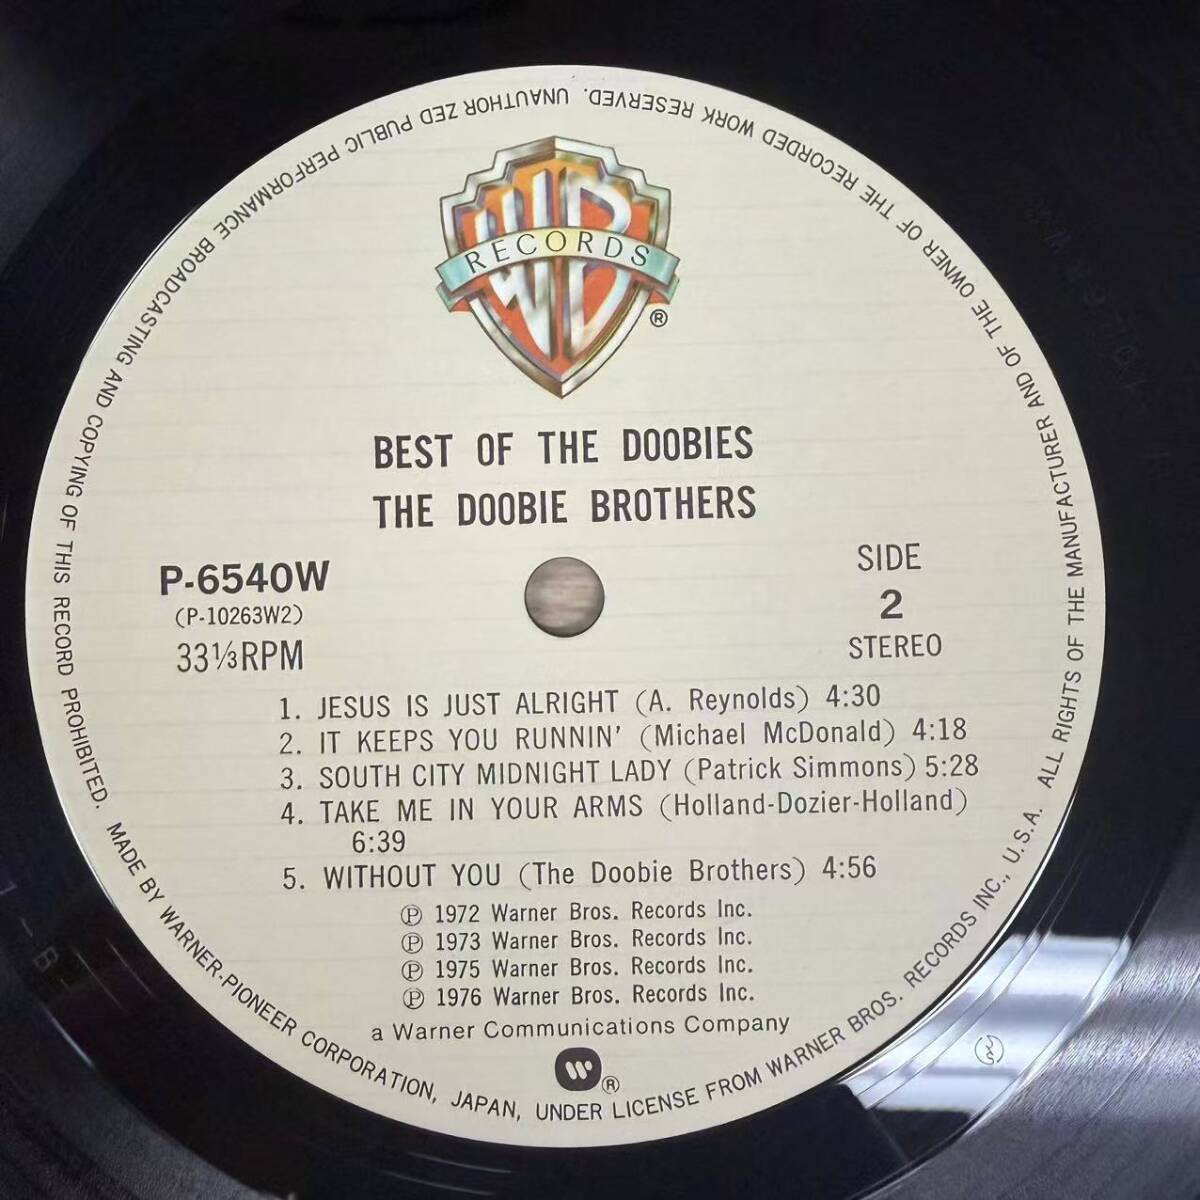 WB
RECORDS
®
BEST OF THE DOOBIES
THE DOOBIE BROTHERS
P-6540W
(P-10263W2)
33⅓RPM
SIDE
2
STEREO
1. JESUS IS JUST ALRIGHT (A. Reynolds) 4:30
2. IT KEEPS YOU RUNNIN' (Michael McDonald) 4:18
3. SOUTH CITY MIDNIGHT LADY (Patrick Simmons) 5:28
4. TAKE ME IN YOUR ARMS (Holland-Dozier-Holland)
6:39
5. WITHOUT YOU (The Doobie Brothers) 4:56
Ⓟ 1972 Warner Bros. Records Inc.
Ⓟ 1973 Warner Bros. Records Inc.
Ⓟ 1975 Warner Bros. Records Inc.
Ⓟ 1976 Warner Bros. Records Inc.
a Warner Communications Company
®
MADE BY WARNER-PIONEER CORPORATION, JAPAN, UNDER LICENSE FROM WARNER BROS. RECORDS INC., U.S.A. ALL RIGHTS OF THE MANUFACTURER AND OF THE OWNER OF THE RECORDED WORK RESERVED. UNAUTHOR ZED PUBLIC PERFORMANCE BROADCASTING AND COPYING OF THIS RECORD PROHIBITED.